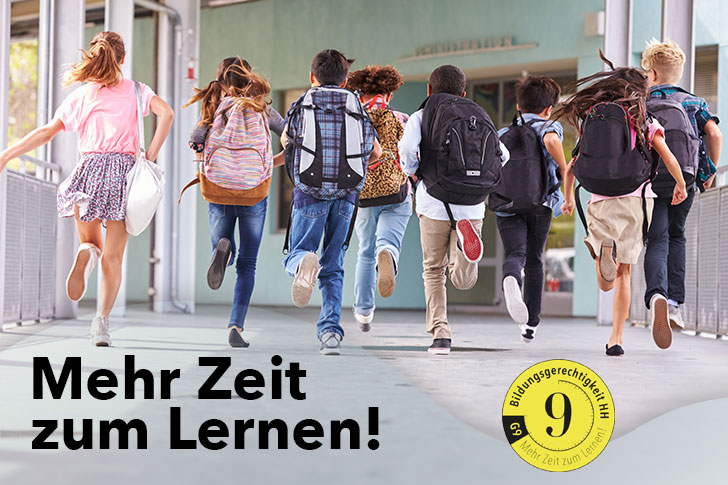 Mehr Zeit
zum Lernen!
Bildungsgerechtigkeit HH
9
G9
Mehr Zeit zum Lernen!